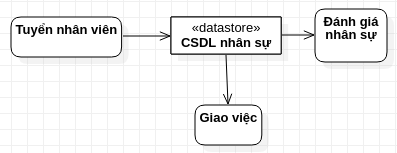 Tuyển nhân viên
«datastore»
CSDL nhân sự
Đánh giá
nhân sự
Giao việc